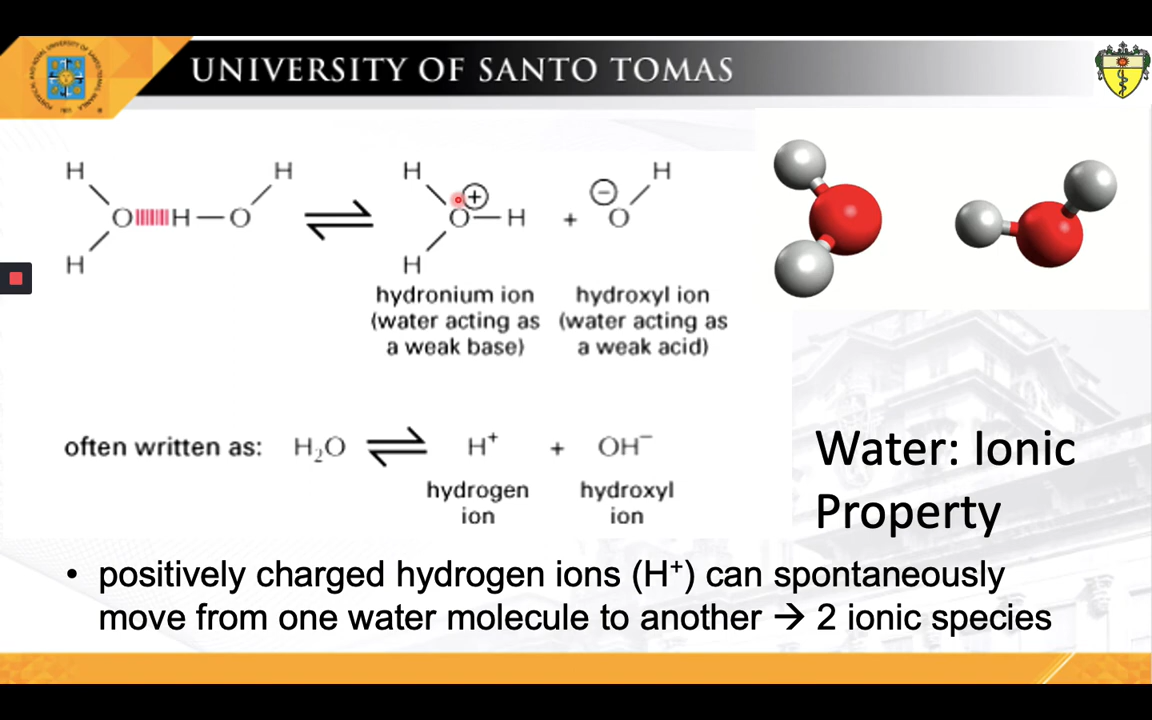 UNIVERSITY OF SANTO TOMAS
H H H H
O H—O O—H + O
H H
hydronium ion hydroxyl ion
(water acting as (water acting as
a weak base) a weak acid)
often written as: H₂O ⇌ H⁺ + OH⁻
hydrogen hydroxyl
ion ion
Water: Ionic
Property
• positively charged hydrogen ions (H⁺) can spontaneously
move from one water molecule to another → 2 ionic species